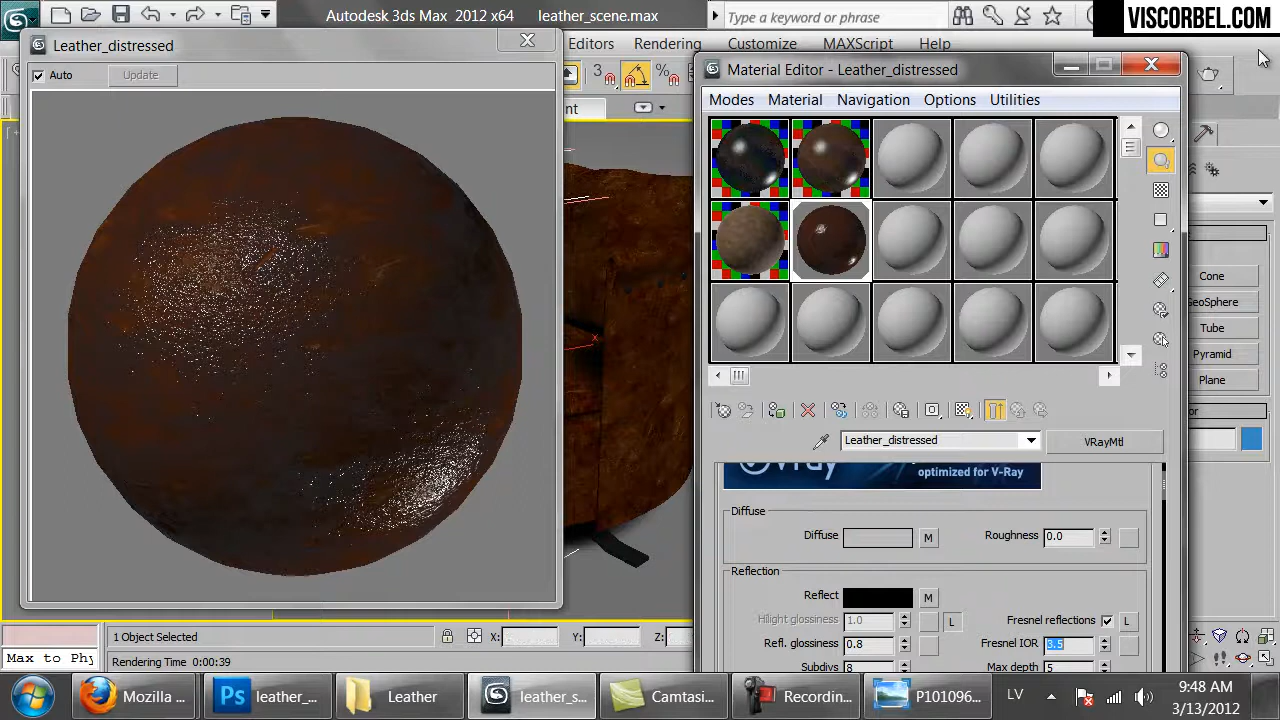 Autodesk 3ds Max 2012 x64 leather_scene.max
Type a keyword or phrase
VISCORBEL.COM
Leather_distressed
Editors Rendering Customize MAXScript Help
Auto Update
3
%
Material Editor - Leather_distressed
Modes Material Navigation Options Utilities
Cone
GeoSphere
Tube
Pyramid
Plane
Leather_distressed VRayMtl
vray optimized for V-Ray
Diffuse
Diffuse M Roughness 0.0
Reflection
Reflect M
Hilight glossiness 1.0 L Fresnel reflections L
Refl. glossiness 0.8 Fresnel IOR 3.5
Subdivs 8 Max depth 5
1 Object Selected X: Y: Z:
Max to Phy Rendering Time 0:00:39
Mozilla ... leather_... Leather leather_s... Camtasi... Recordin... P101096... LV 9:48 AM
3/13/2012